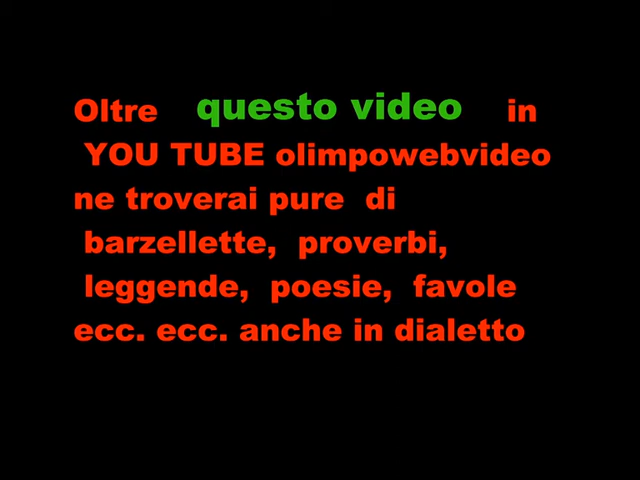 Oltre questo video in
YOU TUBE olimpowebvideo
ne troverai pure di
barzellette, proverbi,
leggende, poesie, favole
ecc. ecc. anche in dialetto